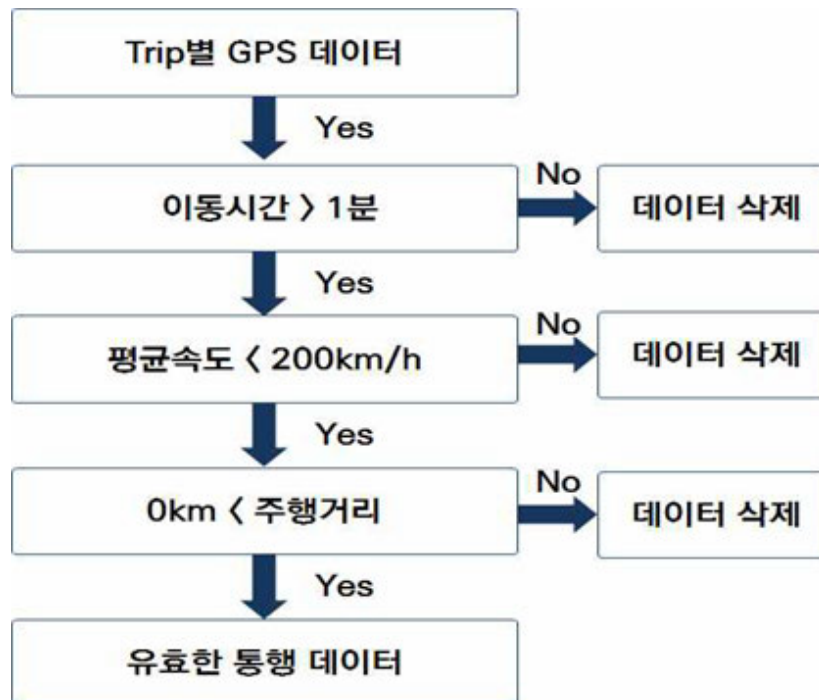 Trip별 GPS 데이터
Yes
이동시간 > 1분
No
데이터 삭제
Yes
평균속도 < 200km/h
No
데이터 삭제
Yes
0km < 주행거리
No
데이터 삭제
Yes
유효한 통행 데이터